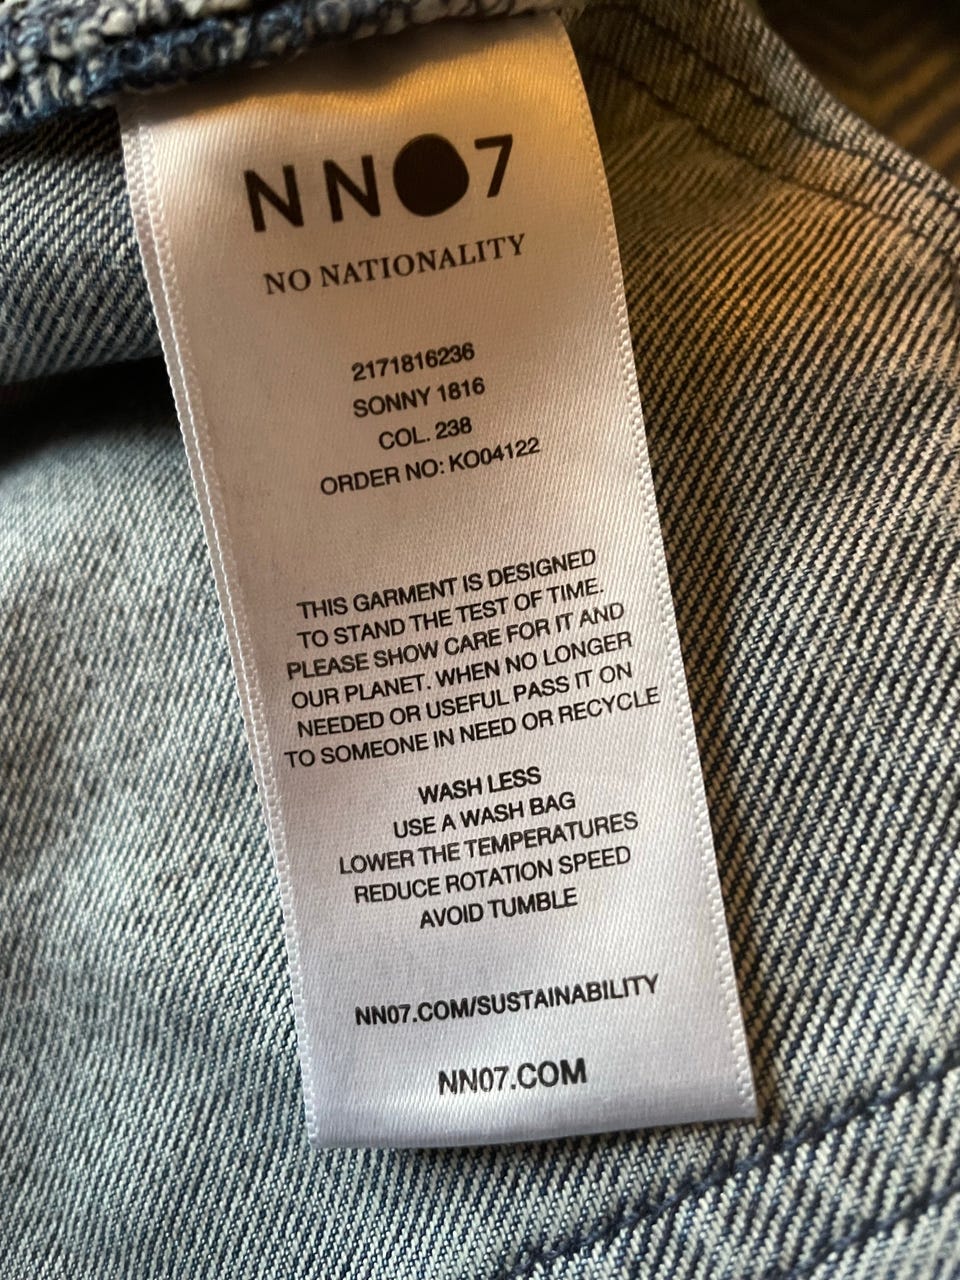 NN07
NO NATIONALITY
2171816236
SONNY 1816
COL. 238
ORDER NO: KO04122
THIS GARMENT IS DESIGNED
TO STAND THE TEST OF TIME.
PLEASE SHOW CARE FOR IT AND
OUR PLANET. WHEN NO LONGER
NEEDED OR USEFUL PASS IT ON
TO SOMEONE IN NEED OR RECYCLE
WASH LESS
USE A WASH BAG
LOWER THE TEMPERATURES
REDUCE ROTATION SPEED
AVOID TUMBLE
NN07.COM/SUSTAINABILITY
NN07.COM